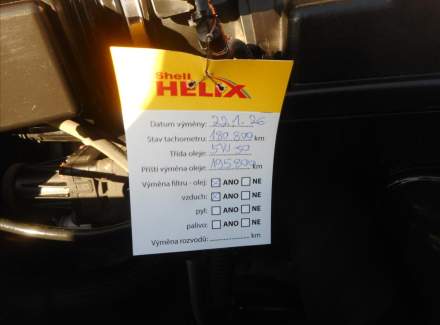 Shell
HELIX
Datum výměny: 22.1.26
Stav tachometru: 180.899 km
Třída oleje: 5W 30
Příští výměna oleje: 195.899 km
Výměna filtru - olej: ☒ ANO ☐ NE
vzduch: ☒ ANO ☐ NE
pyl: ☐ ANO ☐ NE
palivo: ☐ ANO ☐ NE
Výměna rozvodů: ............... km